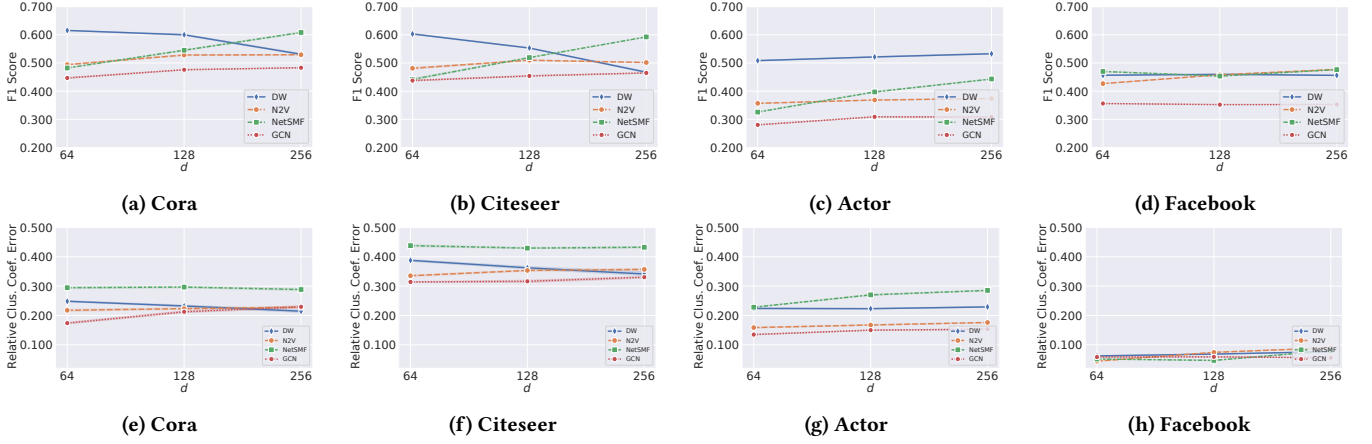 0.700
0.600
0.500
0.400
0.300
0.200
F1 Score
64
128
256
d
DW
N2V
NetSMF
GCN
(a) Cora
0.700
0.600
0.500
0.400
0.300
0.200
F1 Score
64
128
256
d
DW
N2V
NetSMF
GCN
(b) Citeseer
0.700
0.600
0.500
0.400
0.300
0.200
F1 Score
64
128
256
d
DW
N2V
NetSMF
GCN
(c) Actor
0.700
0.600
0.500
0.400
0.300
0.200
F1 Score
64
128
256
d
DW
N2V
NetSMF
GCN
(d) Facebook
0.500
0.400
0.300
0.200
0.100
Relative Clus. Coef. Error
64
128
256
d
DW
N2V
NetSMF
GCN
(e) Cora
0.500
0.400
0.300
0.200
0.100
Relative Clus. Coef. Error
64
128
256
d
DW
N2V
NetSMF
GCN
(f) Citeseer
0.500
0.400
0.300
0.200
0.100
Relative Clus. Coef. Error
64
128
256
d
DW
N2V
NetSMF
GCN
(g) Actor
0.500
0.400
0.300
0.200
0.100
Relative Clus. Coef. Error
64
128
256
d
DW
N2V
NetSMF
GCN
(h) Facebook